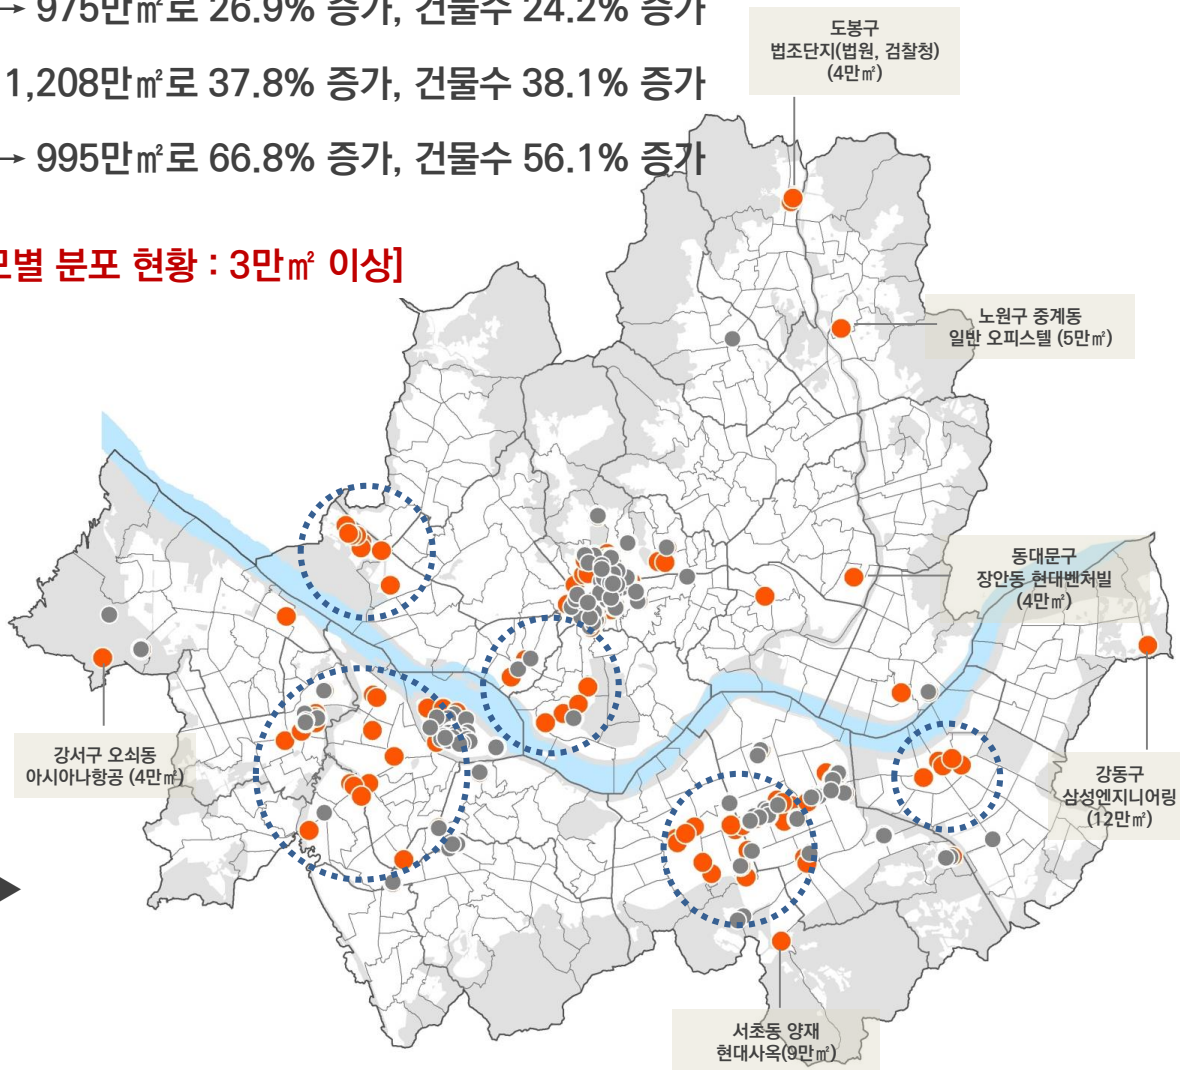 → 975만㎡로 26.9% 증가, 건물수 24.2% 증가
1,208만㎡로 37.8% 증가, 건물수 38.1% 증가
→ 995만㎡로 66.8% 증가, 건물수 56.1% 증가
모별 분포 현황 : 3만㎡ 이상]
도봉구
법조단지(법원, 검찰청)
(4만㎡)
노원구 중계동
일반 오피스텔 (5만㎡)
동대문구
장안동 현대벤처빌
(4만㎡)
강서구 오쇠동
아시아나항공 (4만㎡)
강동구
삼성엔지니어링
(12만㎡)
서초동 양재
현대사옥(9만㎡)